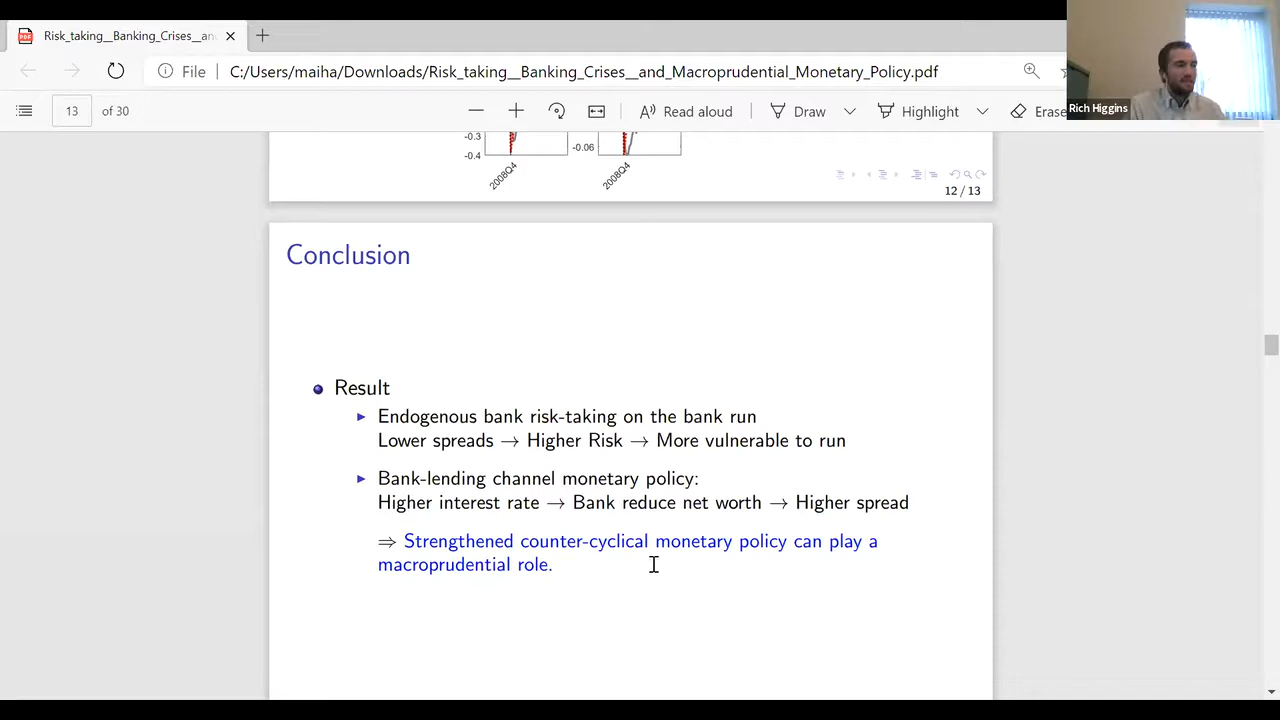 Risk_taking__Banking_Crises__an
File
C:/Users/maiha/Downloads/Risk_taking__Banking_Crises__and_Macroprudential_Monetary_Policy.pdf
13 of 30
Read aloud
Draw
Highlight
Erase
Rich Higgins
-0.3
-0.4
-0.06
2008Q4
2008Q4
12 / 13
Conclusion
Result
Endogenous bank risk-taking on the bank run
Lower spreads → Higher Risk → More vulnerable to run
Bank-lending channel monetary policy:
Higher interest rate → Bank reduce net worth → Higher spread
⇒ Strengthened counter-cyclical monetary policy can play a
macroprudential role.